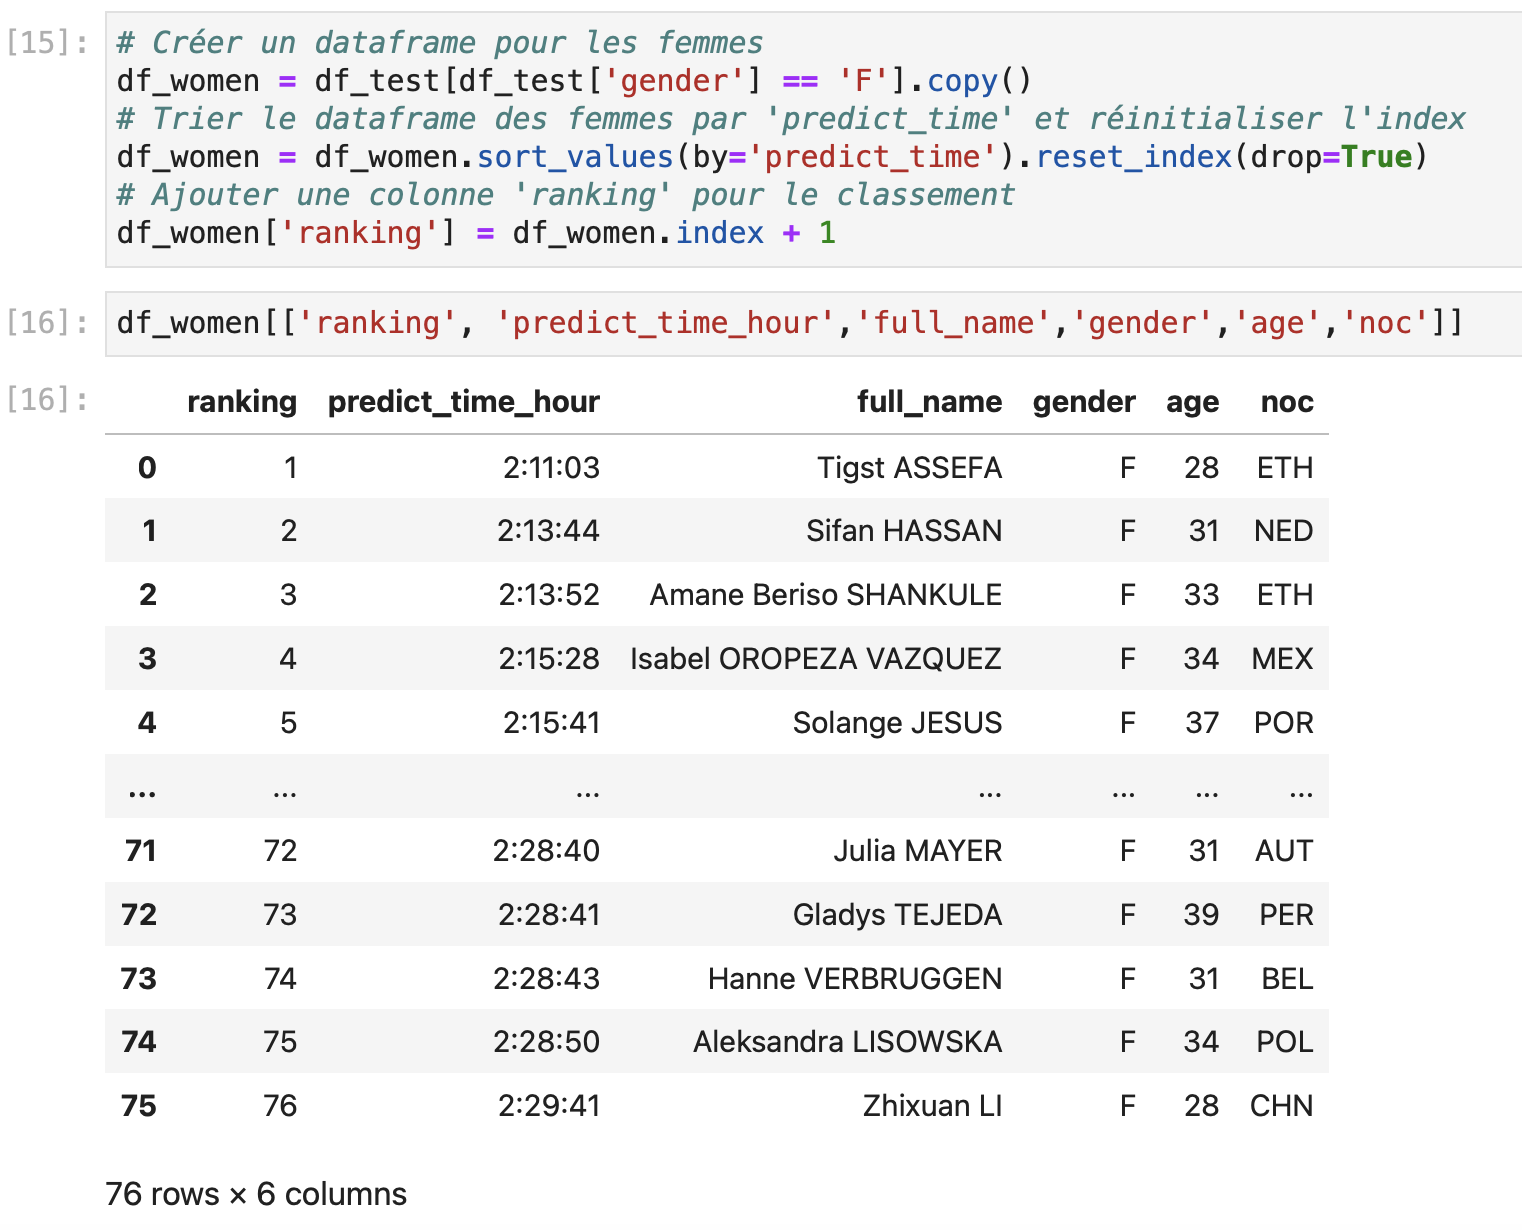 [15]: # Créer un dataframe pour les femmes
df_women = df_test[df_test['gender'] == 'F'].copy()
# Trier le dataframe des femmes par 'predict_time' et réinitialiser l'index
df_women = df_women.sort_values(by='predict_time').reset_index(drop=True)
# Ajouter une colonne 'ranking' pour le classement
df_women['ranking'] = df_women.index + 1
[16]: df_women[['ranking', 'predict_time_hour','full_name','gender','age','noc']]
[16]: ranking predict_time_hour full_name gender age noc
0 1 2:11:03 Tigst ASSEFA F 28 ETH
1 2 2:13:44 Sifan HASSAN F 31 NED
2 3 2:13:52 Amane Beriso SHANKULE F 33 ETH
3 4 2:15:28 Isabel OROPEZA VAZQUEZ F 34 MEX
4 5 2:15:41 Solange JESUS F 37 POR
... ... ... ... ... ... ...
71 72 2:28:40 Julia MAYER F 31 AUT
72 73 2:28:41 Gladys TEJEDA F 39 PER
73 74 2:28:43 Hanne VERBRUGGEN F 31 BEL
74 75 2:28:50 Aleksandra LISOWSKA F 34 POL
75 76 2:29:41 Zhixuan LI F 28 CHN
76 rows × 6 columns